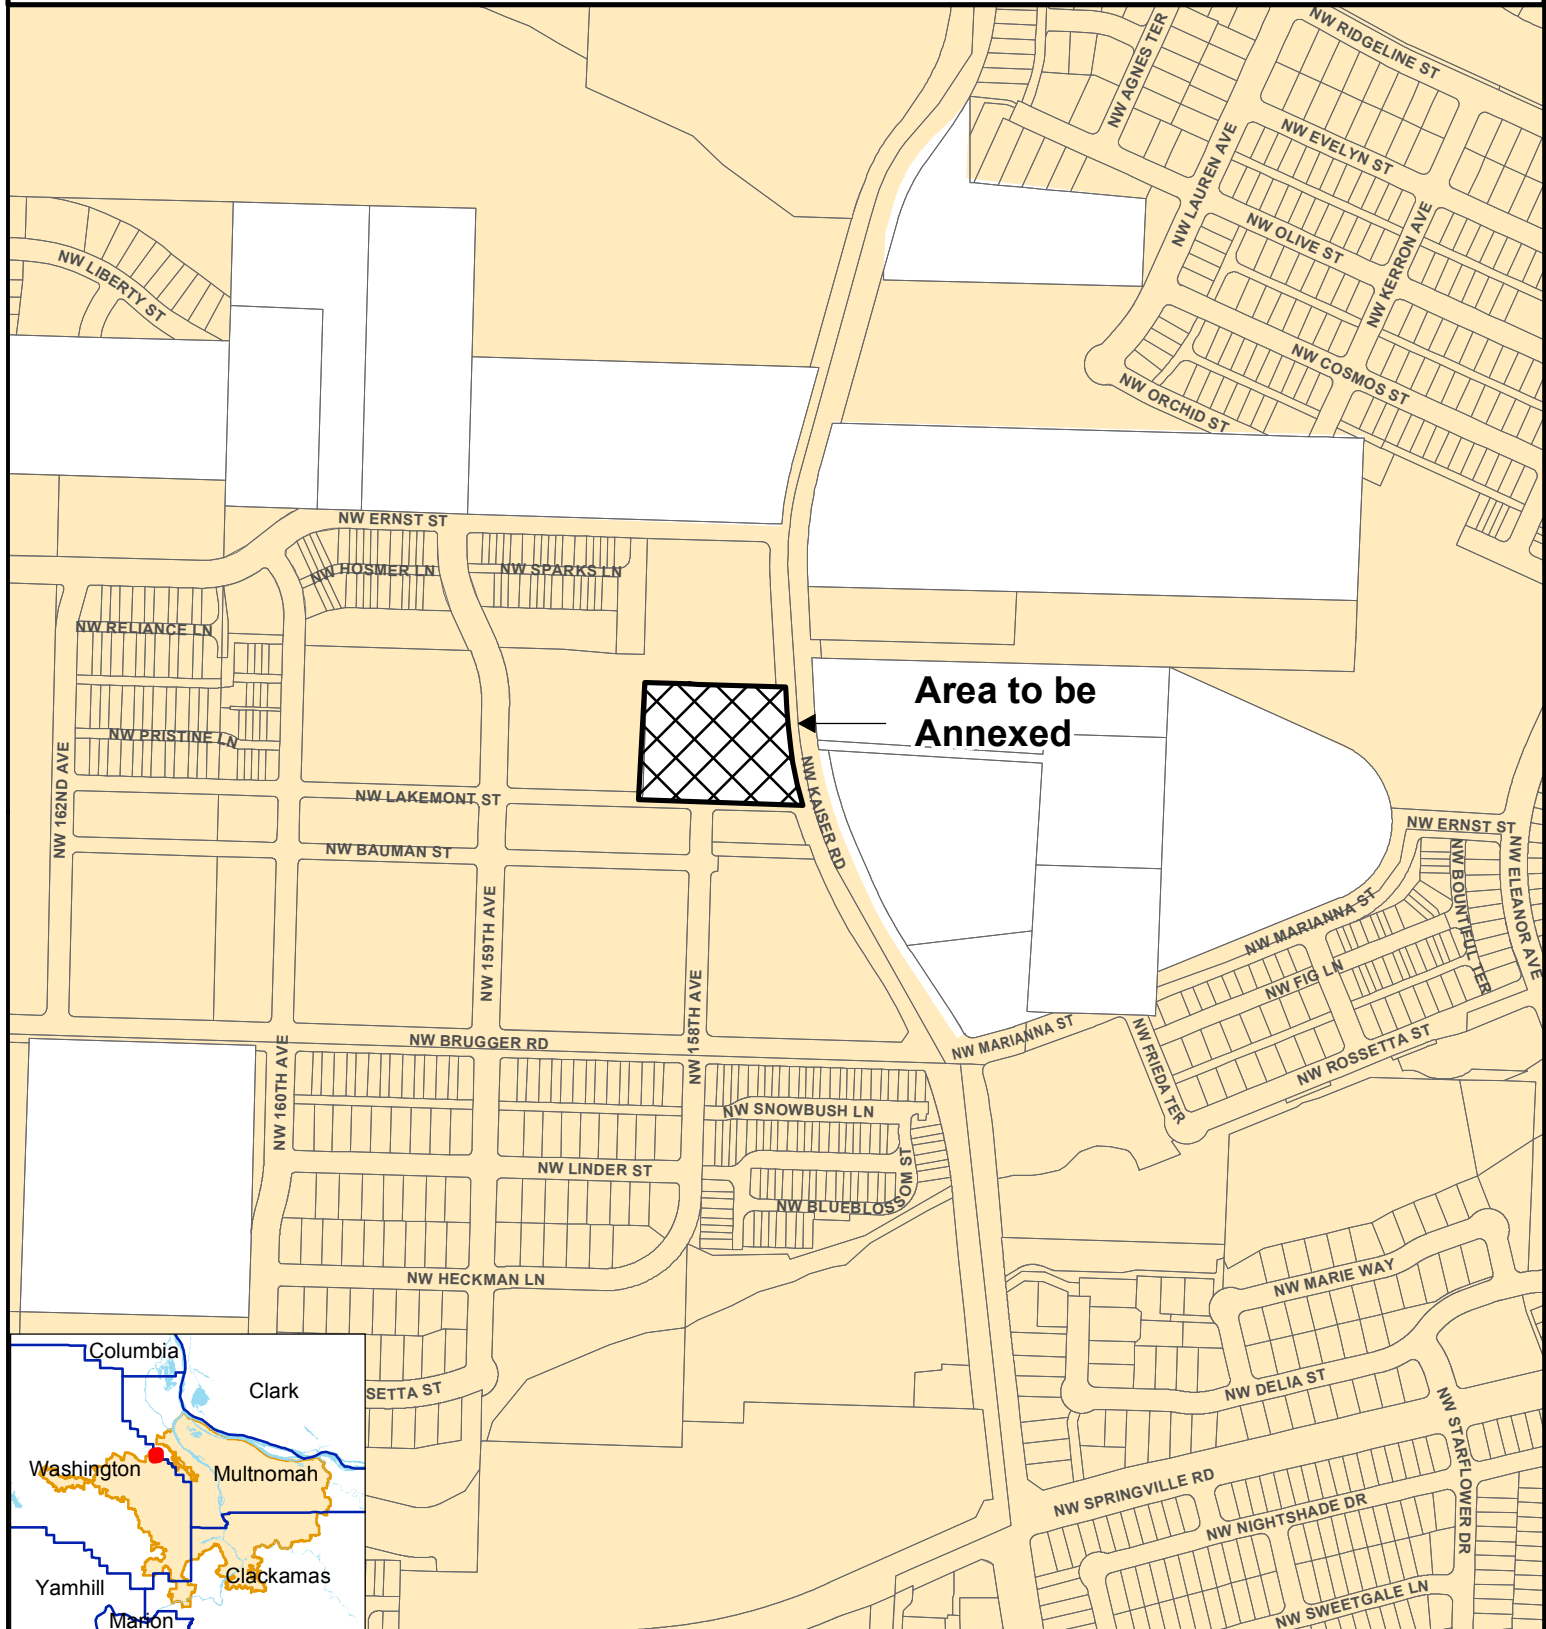 NW RIDGELINE ST
NW AGNES TER
NW EVELYN ST
NW LAUREN AVE
NW OLIVE ST
NW KERRON AVE
NW LIBERTY ST
NW COSMOS ST
NW ORCHID ST
NW ERNST ST
NW HOSMER LN
NW SPARKS LN
NW RELIANCE LN
NW PRISTINE LN
NW 162ND AVE
Area to be
Annexed
NW KAISER RD
NW LAKEMONT ST
NW BAUMAN ST
NW ERNST ST
NW BOUNTIFUL TER
NW ELEANOR AVE
NW MARIANNA ST
NW FIG LN
NW 159TH AVE
NW 158TH AVE
NW BRUGGER RD
NW MARIANNA ST
NW FRIEDA TER
NW ROSSETTA ST
NW 160TH AVE
NW SNOWBUSH LN
NW LINDER ST
NW BLUEBLOSSOM ST
NW HECKMAN LN
NW MARIE WAY
SETTA ST
NW DELIA ST
NW STARFLOWER DR
NW SPRINGVILLE RD
NW NIGHTSHADE DR
NW SWEETGALE LN
Columbia
Clark
Washington
Multnomah
Yamhill
Clackamas
Marion